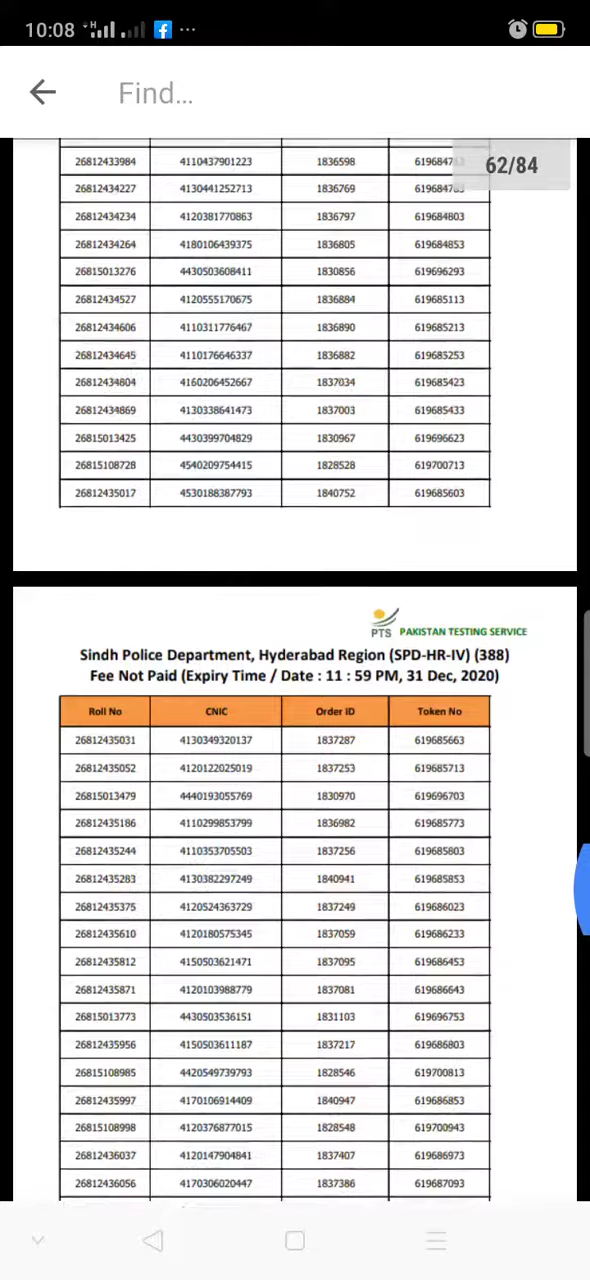 10:08
Find...
62/84
26812433984 4110437901223 1836598
26812434227 4130441252713 1836769
26812434234 4120381770863 1836797 619684803
26812434264 4180106439375 1836805 619684853
26815013276 4430503608411 1830856 619696293
26812434527 4120555170675 1836884 619685113
26812434606 4110311776467 1836890 619685213
26812434645 4110176646337 1836882 619685253
26812434804 4160206452667 1837034 619685423
26812434869 4130338641473 1837003 619685433
26815013425 4430399704829 1830967 619696623
26815108728 4540209754415 1828528 619700713
26812435017 4530188387793 1840752 619685603
PTS PAKISTAN TESTING SERVICE
Sindh Police Department, Hyderabad Region (SPD-HR-IV) (388)
Fee Not Paid (Expiry Time / Date : 11 : 59 PM, 31 Dec, 2020)
Roll No CNIC Order ID Token No
26812435031 4130349320137 1837287 619685663
26812435052 4120122025019 1837253 619685713
26815013479 4440193055769 1830970 619696703
26812435186 4110299853799 1836982 619685773
26812435244 4110353705503 1837256 619685803
26812435283 4130382297249 1840941 619685853
26812435375 4120524363729 1837249 619686023
26812435610 4120180575345 1837059 619686233
26812435812 4150503621471 1837095 619686453
26812435871 4120103988779 1837081 619686643
26815013773 4430503536151 1831103 619696753
26812435956 4150503611187 1837217 619686803
26815108985 4420549739793 1828546 619700813
26812435997 4170106914409 1840947 619686853
26815108998 4120376877015 1828548 619700943
26812436037 4120147904841 1837407 619686973
26812436056 4170306020447 1837386 619687093